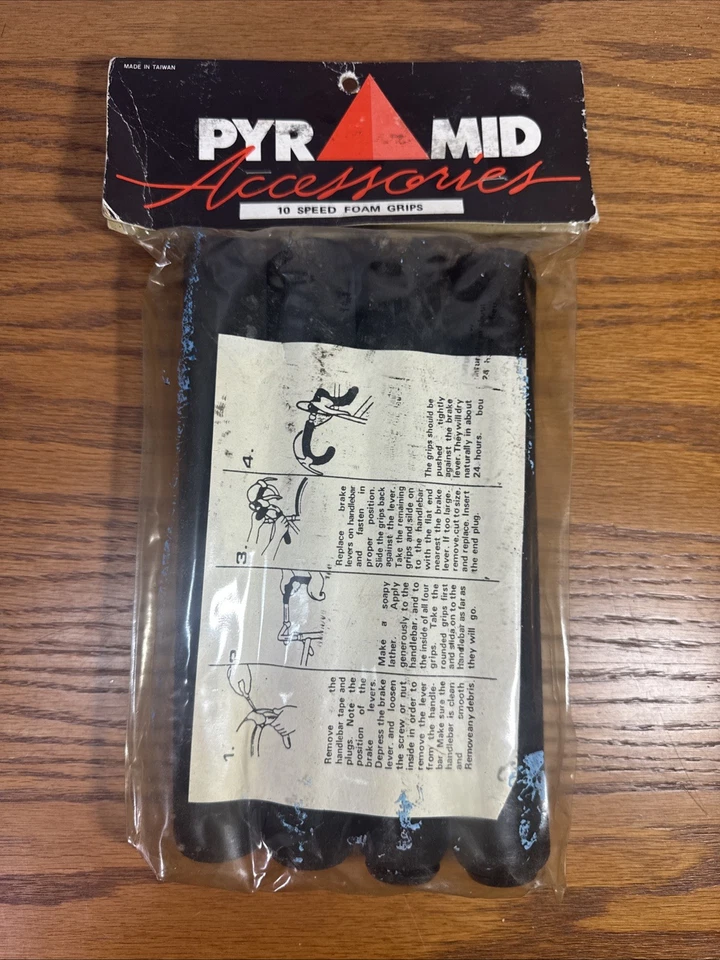 MADE IN TAIWAN
PYRAMID
Accessories
10 SPEED FOAM GRIPS
1.
Remove the
handlebar tape and
plugs. Note the
position of the
brake levers.
Depress the brake
lever. and loosen
the screw or nut.
inside in order to
remove the lever
from the handle-
bar/Make sure the
handlebar is clean
and smooth
Removeany debris.
2
Make a soapy
lather. Apply
generously to the
handlebar. and to
the inside of all four
grips. Take the
rounded grips first
and slide on to the
handlebar as far as
they will go.
3.
Replace brake
levers on handlebar
and fasten in
proper position.
Slide the grips back
against the lever.
Take the remaining
grips and silde on
to the handlebar
with the flat end
nearest the brake
lever. If too large.
remove.cut to size.
and replace. Insert
the end plug.
4.
The grips should be
pushed tightly
against the brake
lever. They will dry
naturally in about
24. hours. bou
24 h